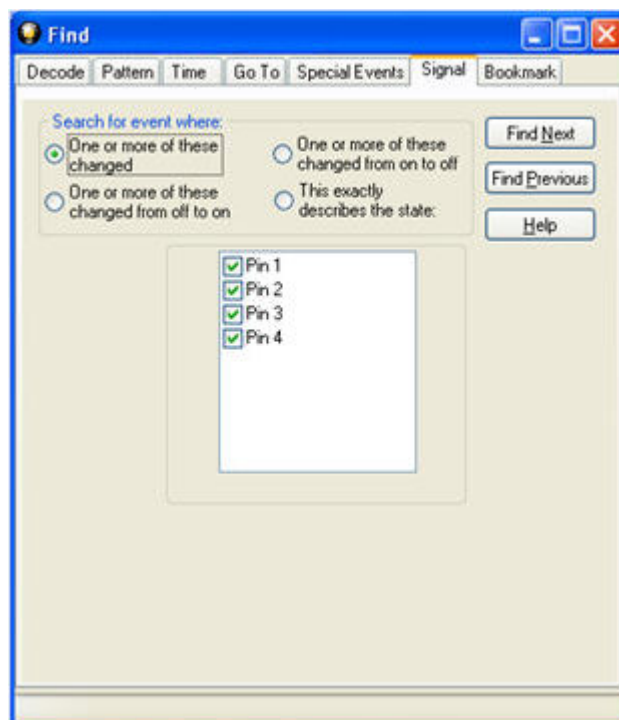 Find
Decode Pattern Time Go To Special Events Signal Bookmark
Search for event where:
One or more of these
changed
One or more of these
changed from on to off
One or more of these
changed from off to on
This exactly
describes the state:
Find Next
Find Previous
Help
Pin 1
Pin 2
Pin 3
Pin 4